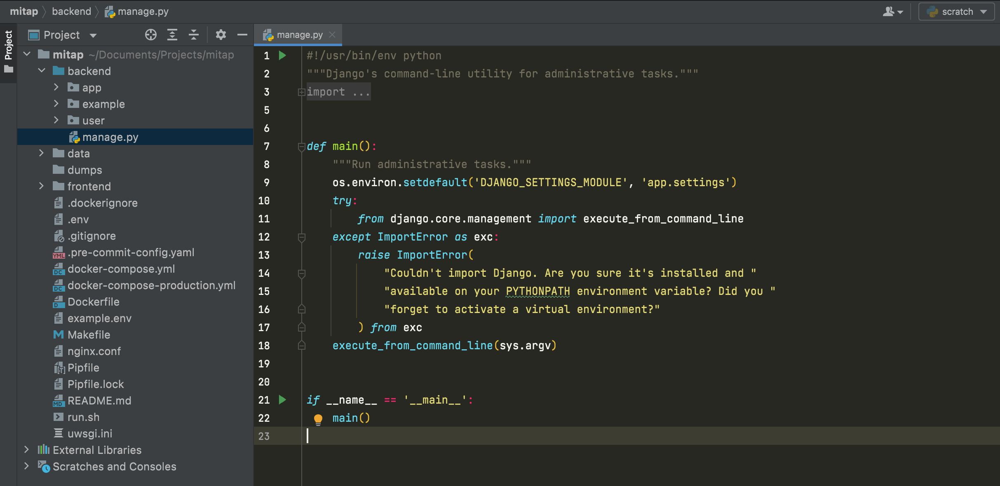 mitap backend manage.py scratch
Project
Project
manage.py
mitap ~/Documents/Projects/mitap
backend
app
example
user
manage.py
data
dumps
frontend
.dockerignore
.env
.gitignore
YML .pre-commit-config.yaml
DC docker-compose.yml
DC docker-compose-production.yml
D Dockerfile
example.env
M Makefile
nginx.conf
Pipfile
Pipfile.lock
MD README.md
run.sh
uwsgi.ini
External Libraries
Scratches and Consoles
1 #!/usr/bin/env python
2 """Django's command-line utility for administrative tasks."""
3 import ...
5
6
7 def main():
8 """Run administrative tasks."""
9 os.environ.setdefault('DJANGO_SETTINGS_MODULE', 'app.settings')
10 try:
11 from django.core.management import execute_from_command_line
12 except ImportError as exc:
13 raise ImportError(
14 "Couldn't import Django. Are you sure it's installed and "
15 "available on your PYTHONPATH environment variable? Did you "
16 "forget to activate a virtual environment?"
17 ) from exc
18 execute_from_command_line(sys.argv)
19
20
21 if __name__ == '__main__':
22 main()
23